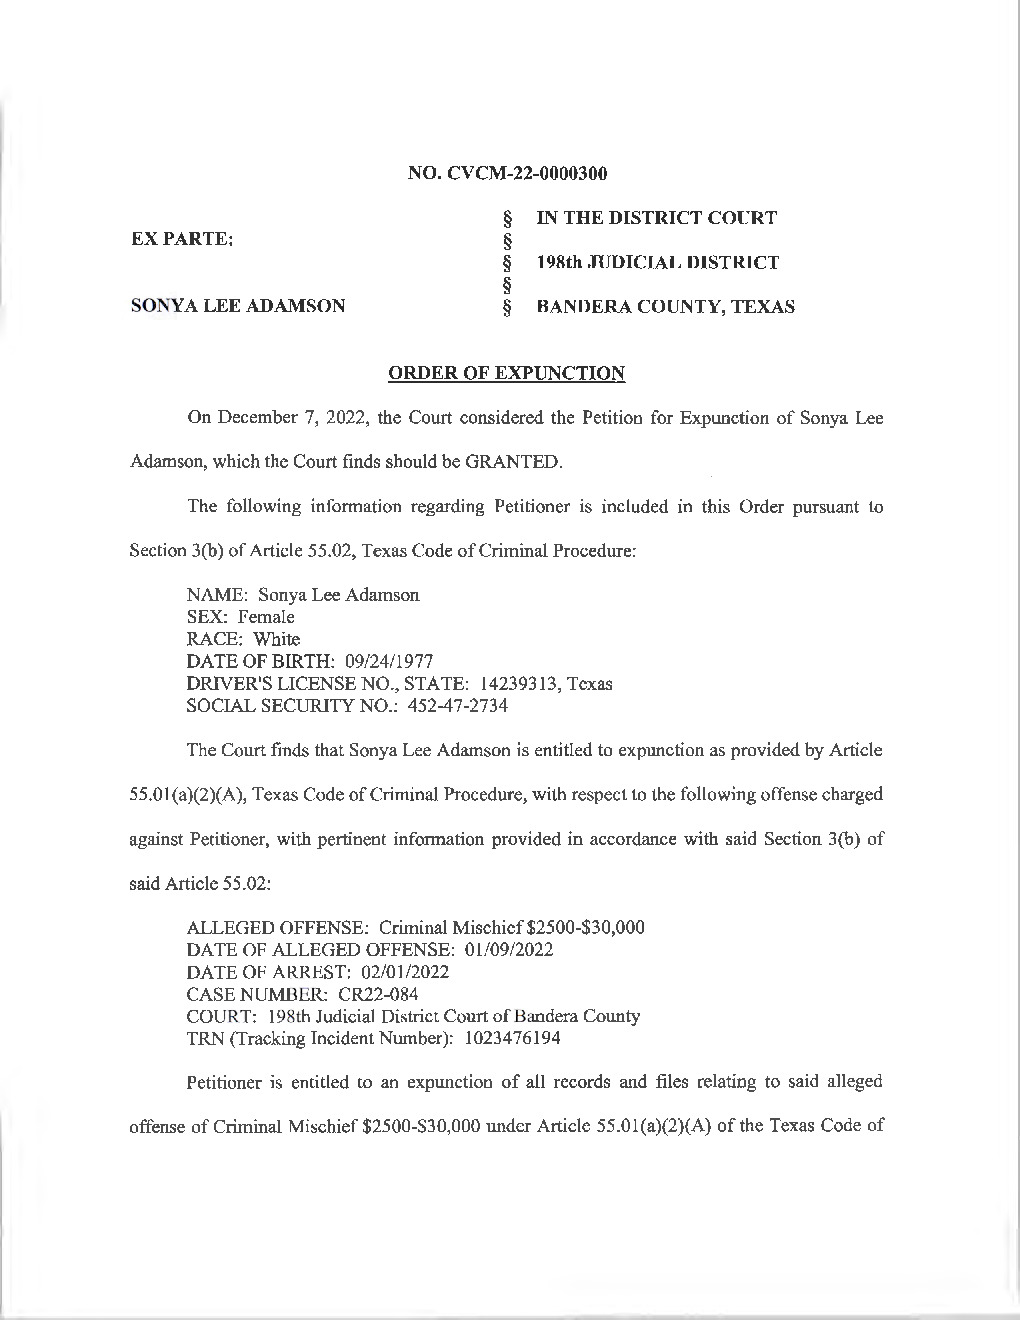 NO. CVCM-22-0000300
§ IN THE DISTRICT COURT
EX PARTE: §
§ 198th JUDICIAL DISTRICT
§
SONYA LEE ADAMSON § BANDERA COUNTY, TEXAS
ORDER OF EXPUNCTION
On December 7, 2022, the Court considered the Petition for Expunction of Sonya Lee
Adamson, which the Court finds should be GRANTED.
The following information regarding Petitioner is included in this Order pursuant to
Section 3(b) of Article 55.02, Texas Code of Criminal Procedure:
NAME: Sonya Lee Adamson
SEX: Female
RACE: White
DATE OF BIRTH: 09/24/1977
DRIVER'S LICENSE NO., STATE: 14239313, Texas
SOCIAL SECURITY NO.: 452-47-2734
The Court finds that Sonya Lee Adamson is entitled to expunction as provided by Article
55.01(a)(2)(A), Texas Code of Criminal Procedure, with respect to the following offense charged
against Petitioner, with pertinent information provided in accordance with said Section 3(b) of
said Article 55.02:
ALLEGED OFFENSE: Criminal Mischief $2500-$30,000
DATE OF ALLEGED OFFENSE: 01/09/2022
DATE OF ARREST: 02/01/2022
CASE NUMBER: CR22-084
COURT: 198th Judicial District Court of Bandera County
TRN (Tracking Incident Number): 1023476194
Petitioner is entitled to an expunction of all records and files relating to said alleged
offense of Criminal Mischief $2500-$30,000 under Article 55.01(a)(2)(A) of the Texas Code of